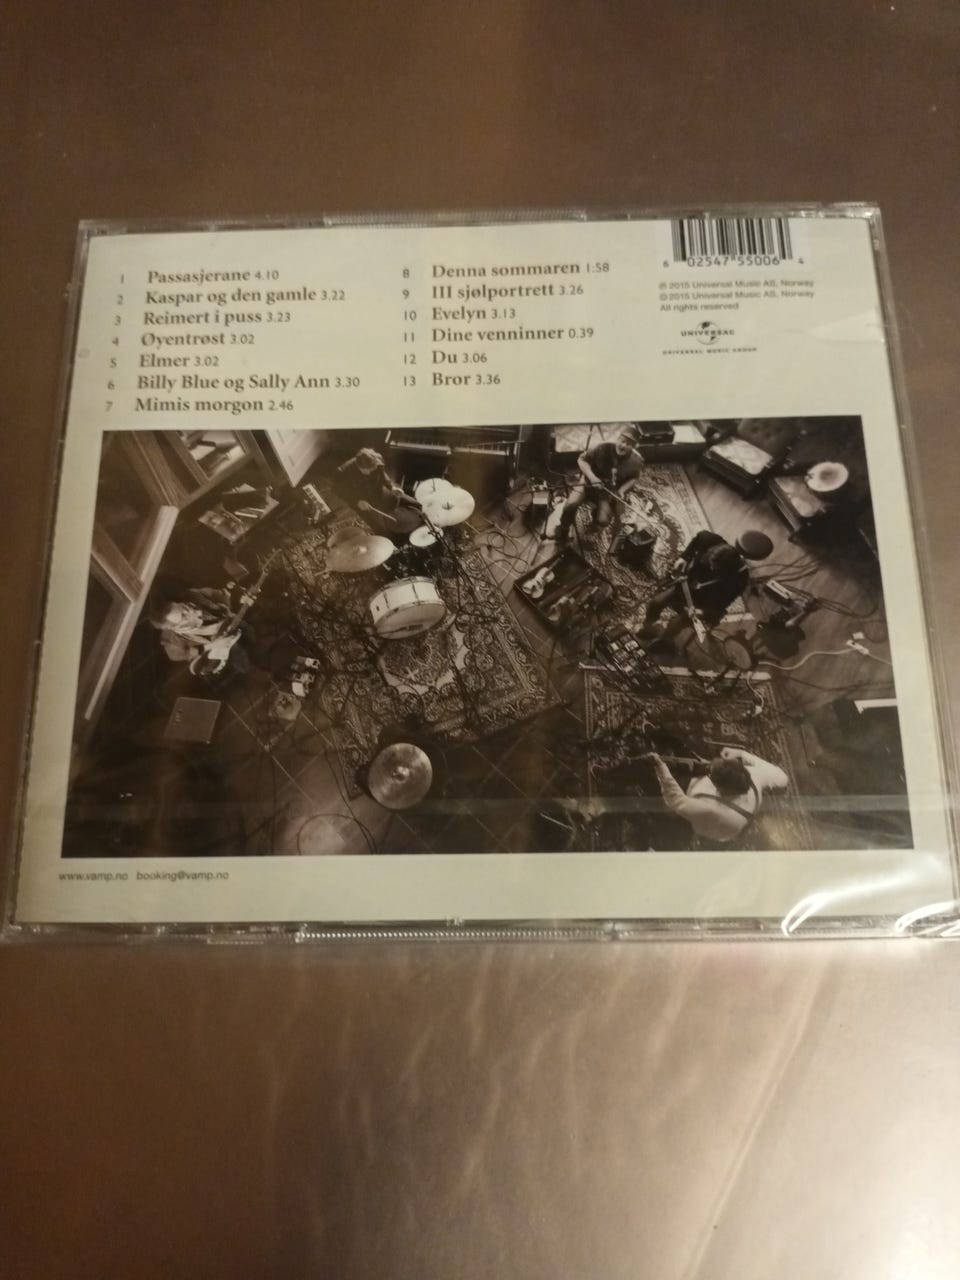 1 Passasjerane 4.10
2 Kaspar og den gamle 3.22
3 Reimert i puss 3.23
4 Øyentrøst 3.02
5 Elmer 3.02
6 Billy Blue og Sally Ann 3.30
7 Mimis morgon 2.46
8 Denna sommaren 1:58
9 III sjølportrett 3.26
10 Evelyn 3.13
11 Dine venninner 0.39
12 Du 3.06
13 Bror 3.36
6 02547 55006 4
℗ 2015 Universal Music AS, Norway
© 2015 Universal Music AS, Norway
All rights reserved
UNIVERSAL
UNIVERSAL MUSIC GROUP
www.vamp.no booking@vamp.no